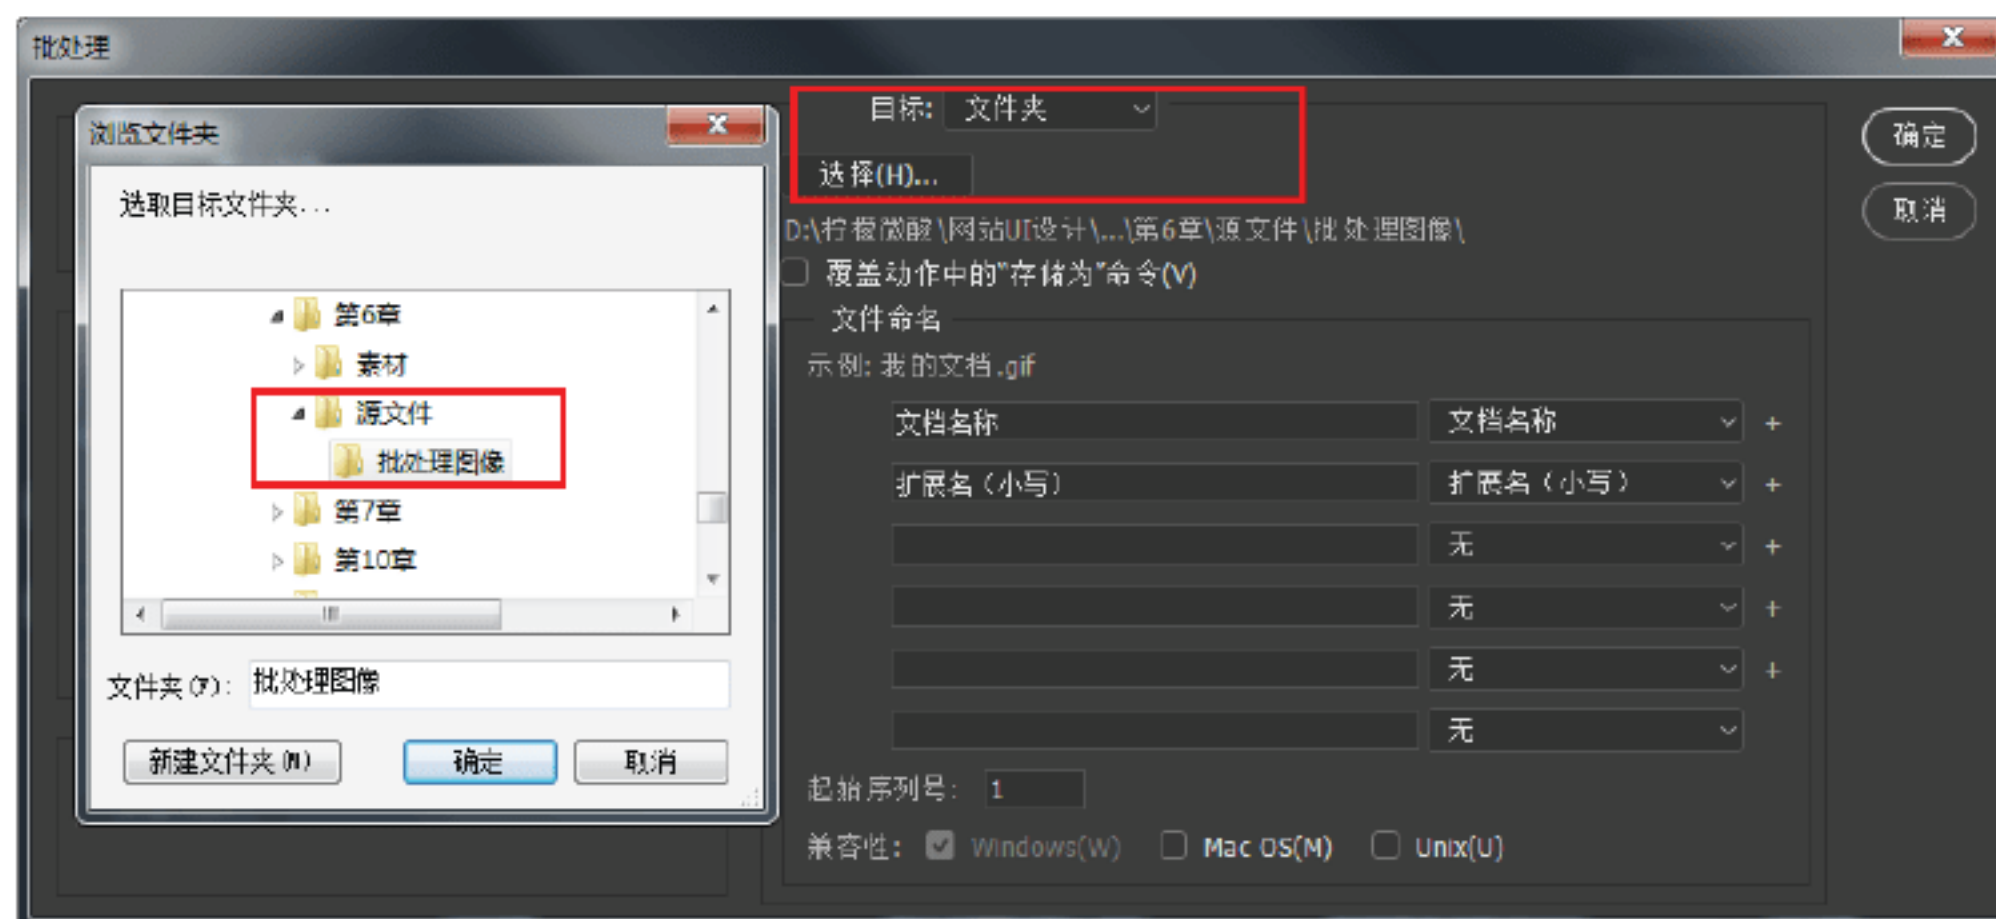 批处理
浏览文件夹
选取目标文件夹...
第6章
素材
源文件
批处理图像
第7章
第10章
文件夹(F): 批处理图像
新建文件夹(N) 确定 取消
目标: 文件夹
选择(H)...
D:\柠檬微酸\网站UI设计\...\第6章\源文件\批处理图像\
覆盖动作中的"存储为"命令(V)
文件命名
示例: 我的文档.gif
文档名称 文档名称 +
扩展名（小写） 扩展名（小写） +
无 +
无 +
无 +
无
起始序列号: 1
兼容性: Windows(W) Mac OS(M) Unix(U)
确定
取消